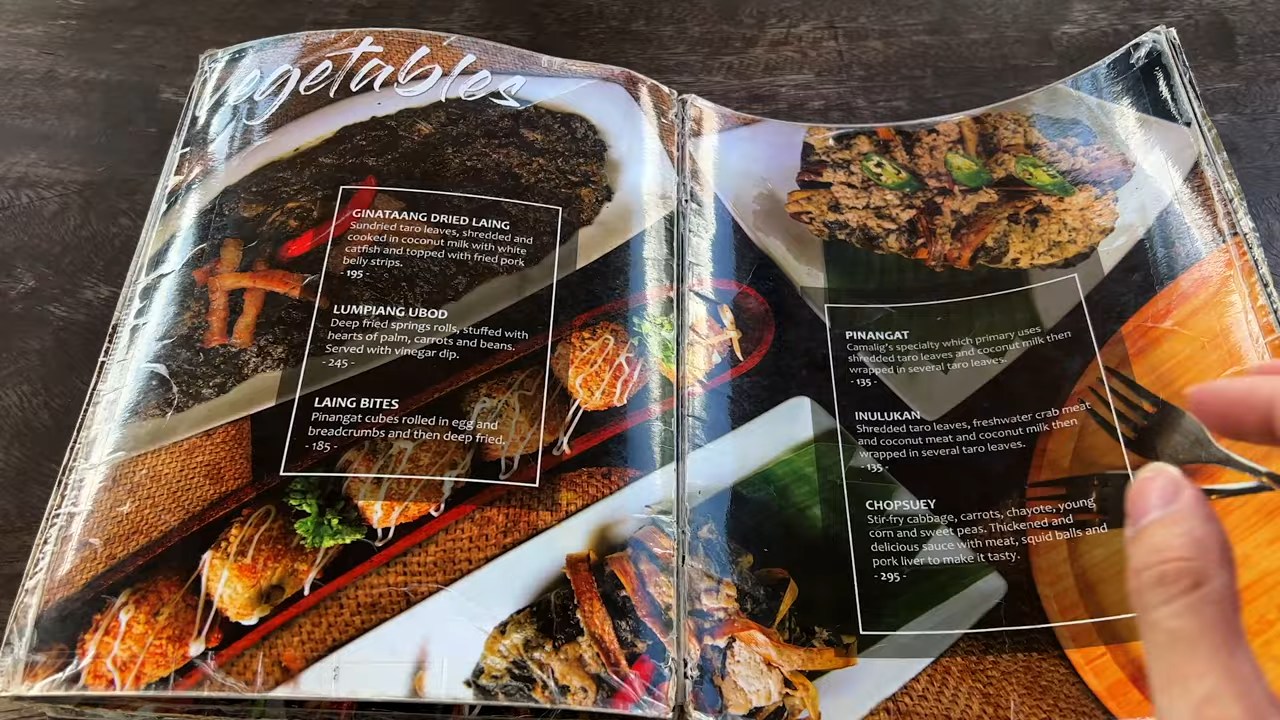 Vegetables
GINATAANG DRIED LAING
Sundried taro leaves, shredded and
cooked in coconut milk with white
catfish and topped with fried pork
belly strips.
- 195 -
LUMPIANG UBOD
Deep fried springs rolls, stuffed with
hearts of palm, carrots and beans.
Served with vinegar dip.
- 245 -
LAING BITES
Pinangat cubes rolled in egg and
breadcrumbs and then deep fried.
- 185 -
PINANGAT
Camalig's specialty which primary uses
shredded taro leaves and coconut milk then
wrapped in several taro leaves.
- 135 -
INULUKAN
Shredded taro leaves, freshwater crab meat
and coconut meat and coconut milk then
wrapped in several taro leaves.
- 135 -
CHOPSUEY
Stir-fry cabbage, carrots, chayote, young
corn and sweet peas. Thickened and
delicious sauce with meat, squid balls and
pork liver to make it tasty.
- 295 -